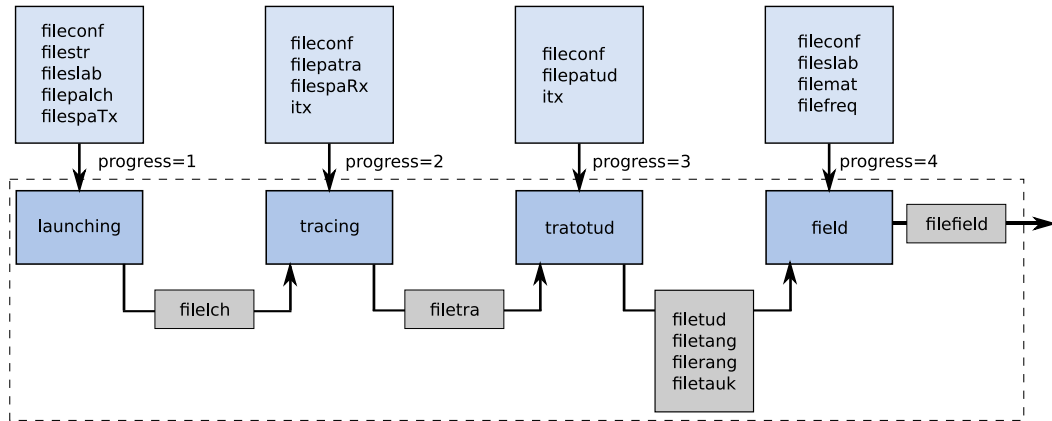 fileconf
filestr
fileslab
filepalch
filespaTx
fileconf
filepatra
filespaRx
itx
fileconf
filepatud
itx
fileconf
fileslab
filemat
filefreq
progress=1
progress=2
progress=3
progress=4
launching
tracing
tratotud
field
filefield
filelch
filetra
filetud
filetang
filerang
filetauk